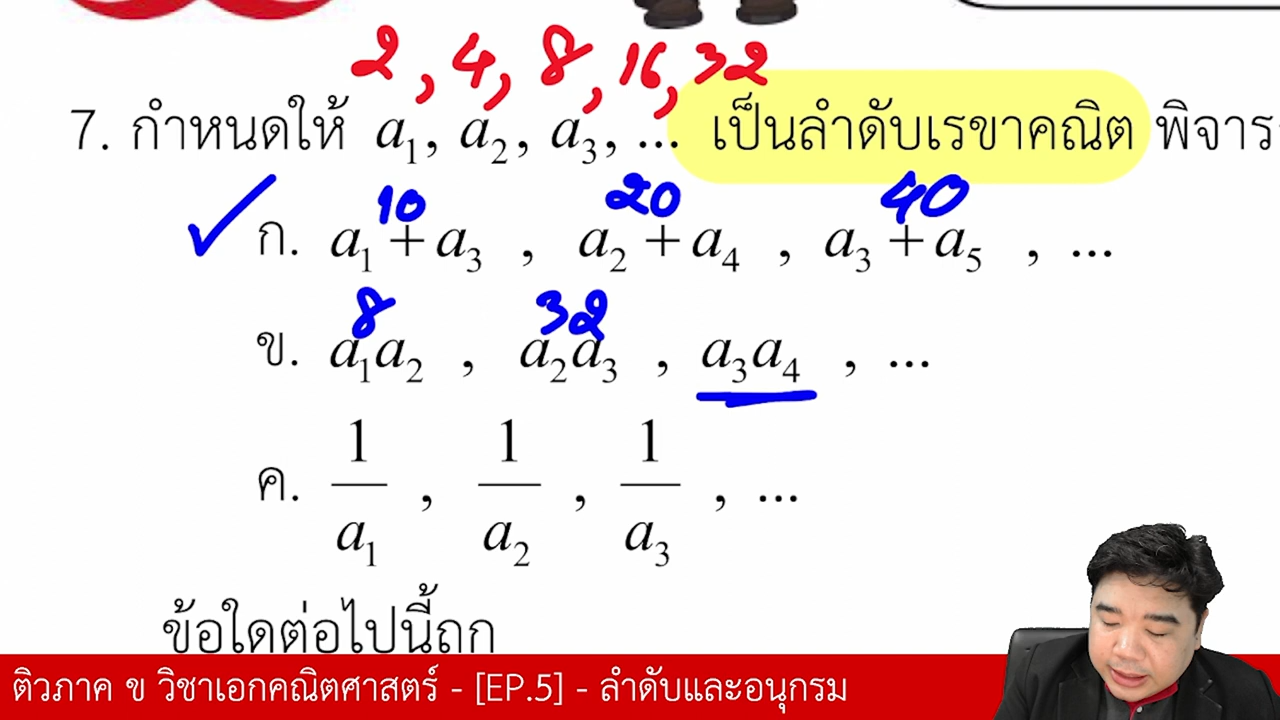 2, 4, 8, 16, 32
7. กำหนดให้ a₁, a₂, a₃, ... เป็นลำดับเรขาคณิต
10 20 40
✓ ก. a₁ + a₃ , a₂ + a₄ , a₃ + a₅ , ...
8 32
ข. a₁a₂ , a₂a₃ , a₃a₄ , ...
ค. 1/a₁ , 1/a₂ , 1/a₃ , ...
ข้อใดต่อไปนี้ถูก
ติวภาค ข วิชาเอกคณิตศาสตร์ - [EP.5] - ลำดับและอนุกรม